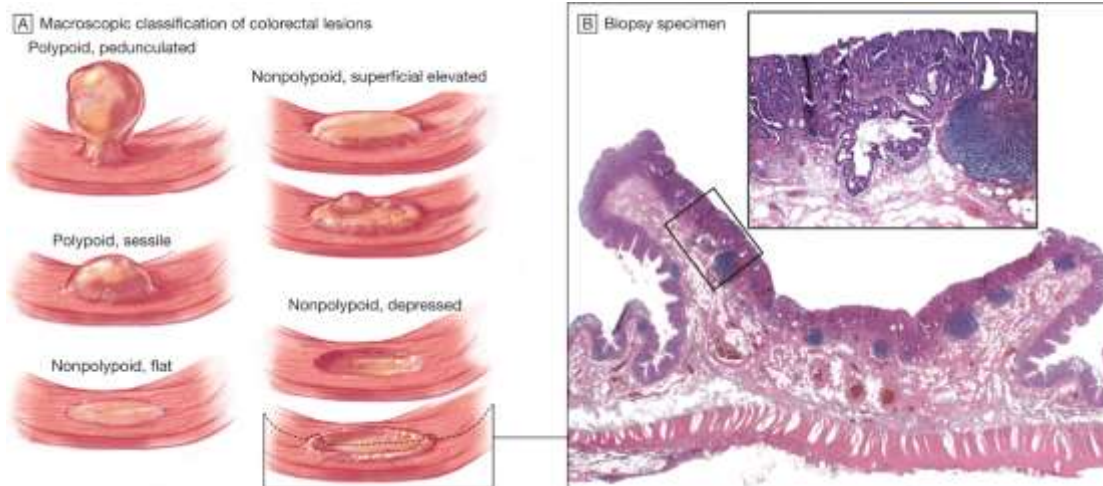 A Macroscopic classification of colorectal lesions
Polypoid, pedunculated
Nonpolypoid, superficial elevated
Polypoid, sessile
Nonpolypoid, depressed
Nonpolypoid, flat
B Biopsy specimen